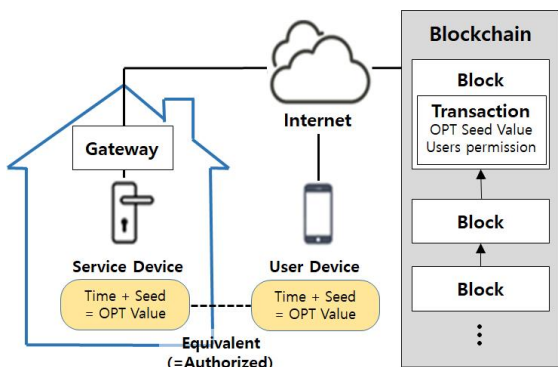 Blockchain
Block
Transaction
OPT Seed Value
Users permission
Block
Block
Internet
Gateway
Service Device
User Device
Time + Seed
= OPT Value
Time + Seed
= OPT Value
Equivalent
(=Authorized)